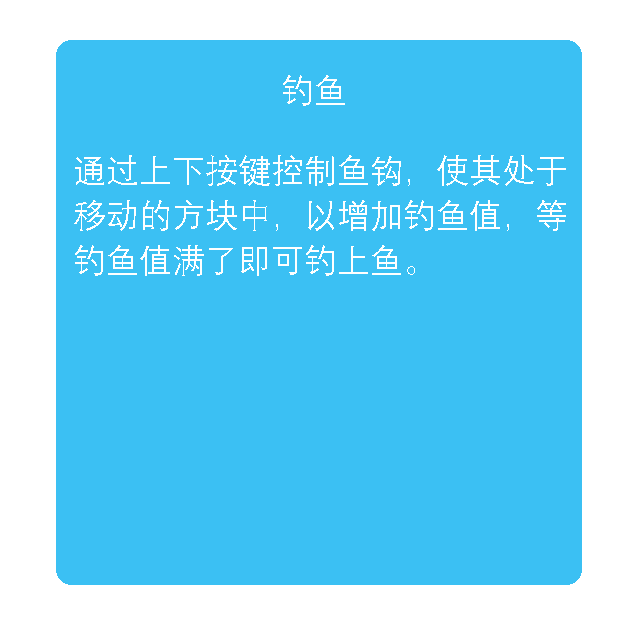 钓鱼
通过上下按键控制鱼钩，使其处于
移动的方块中，以增加钓鱼值，等
钓鱼值满了即可钓上鱼。